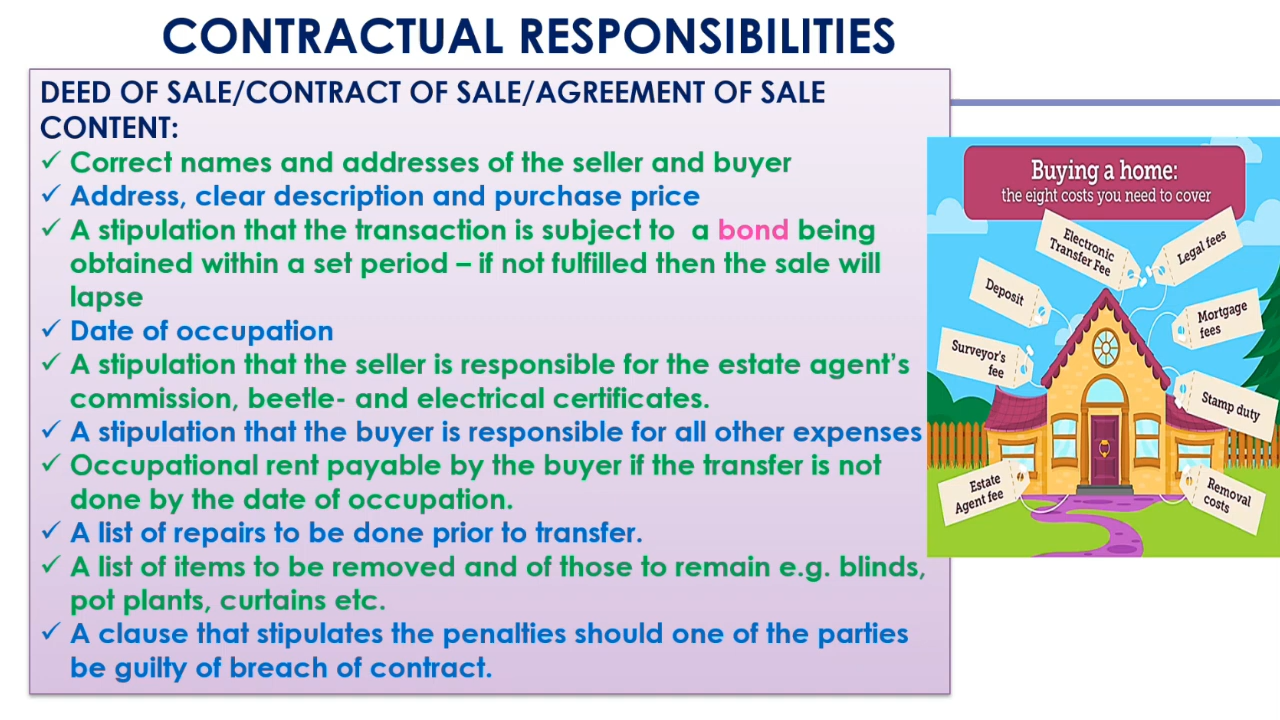 CONTRACTUAL RESPONSIBILITIES
DEED OF SALE/CONTRACT OF SALE/AGREEMENT OF SALE
CONTENT:
✓ Correct names and addresses of the seller and buyer
✓ Address, clear description and purchase price
✓ A stipulation that the transaction is subject to a bond being
obtained within a set period – if not fulfilled then the sale will
lapse
✓ Date of occupation
✓ A stipulation that the seller is responsible for the estate agent's
commission, beetle- and electrical certificates.
✓ A stipulation that the buyer is responsible for all other expenses
✓ Occupational rent payable by the buyer if the transfer is not
done by the date of occupation.
✓ A list of repairs to be done prior to transfer.
✓ A list of items to be removed and of those to remain e.g. blinds,
pot plants, curtains etc.
✓ A clause that stipulates the penalties should one of the parties
be guilty of breach of contract.
Buying a home:
the eight costs you need to cover
Electronic
Transfer Fee
Legal fees
Deposit
Mortgage
fees
Surveyor's
fee
Stamp duty
Estate
Agent fee
Removal
costs